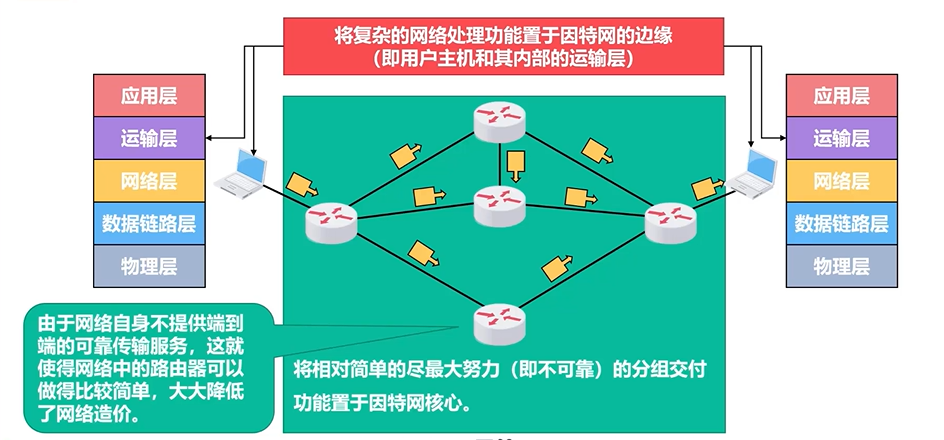 将复杂的网络处理功能置于因特网的边缘
（即用户主机和其内部的运输层）
应用层
运输层
网络层
数据链路层
物理层
应用层
运输层
网络层
数据链路层
物理层
由于网络自身不提供端到
端的可靠传输服务，这就
使得网络中的路由器可以
做得比较简单，大大降低
了网络造价。
将相对简单的尽最大努力（即不可靠）的分组交付
功能置于因特网核心。